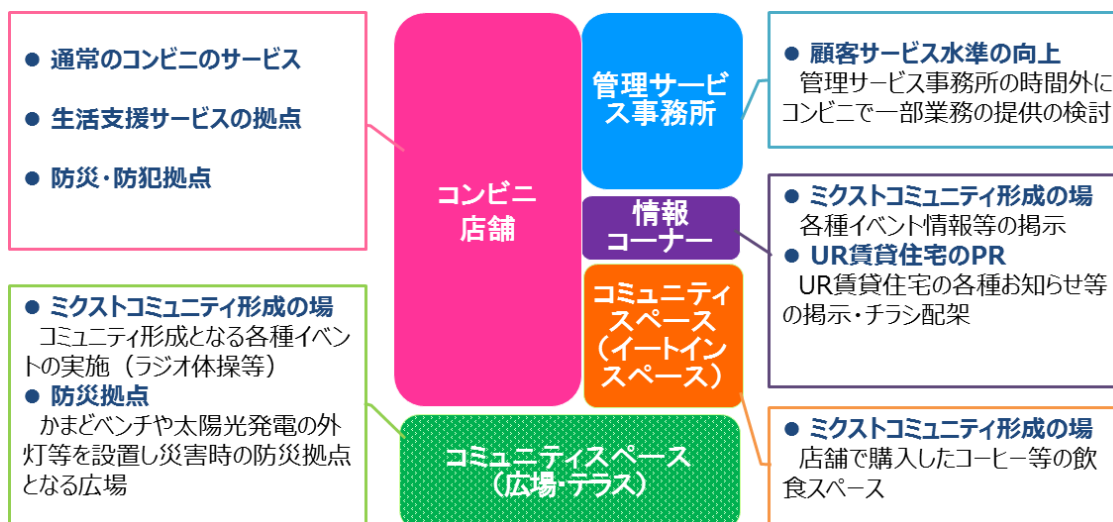 ● 通常のコンビニのサービス
● 生活支援サービスの拠点
● 防災・防犯拠点
コンビニ
店舗
管理サービ
ス事務所
● 顧客サービス水準の向上
管理サービス事務所の時間外に
コンビニで一部業務の提供の検討
情報
コーナー
● ミクストコミュニティ形成の場
各種イベント情報等の掲示
● UR賃貸住宅のPR
UR賃貸住宅の各種お知らせ等
の掲示・チラシ配架
● ミクストコミュニティ形成の場
コミュニティ形成となる各種イベン
トの実施（ラジオ体操等）
● 防災拠点
かまどベンチや太陽光発電の外
灯等を設置し災害時の防災拠点
となる広場
コミュニティ
スペース
（イートイン
スペース）
コミュニティスペース
（広場・テラス）
● ミクストコミュニティ形成の場
店舗で購入したコーヒー等の飲
食スペース